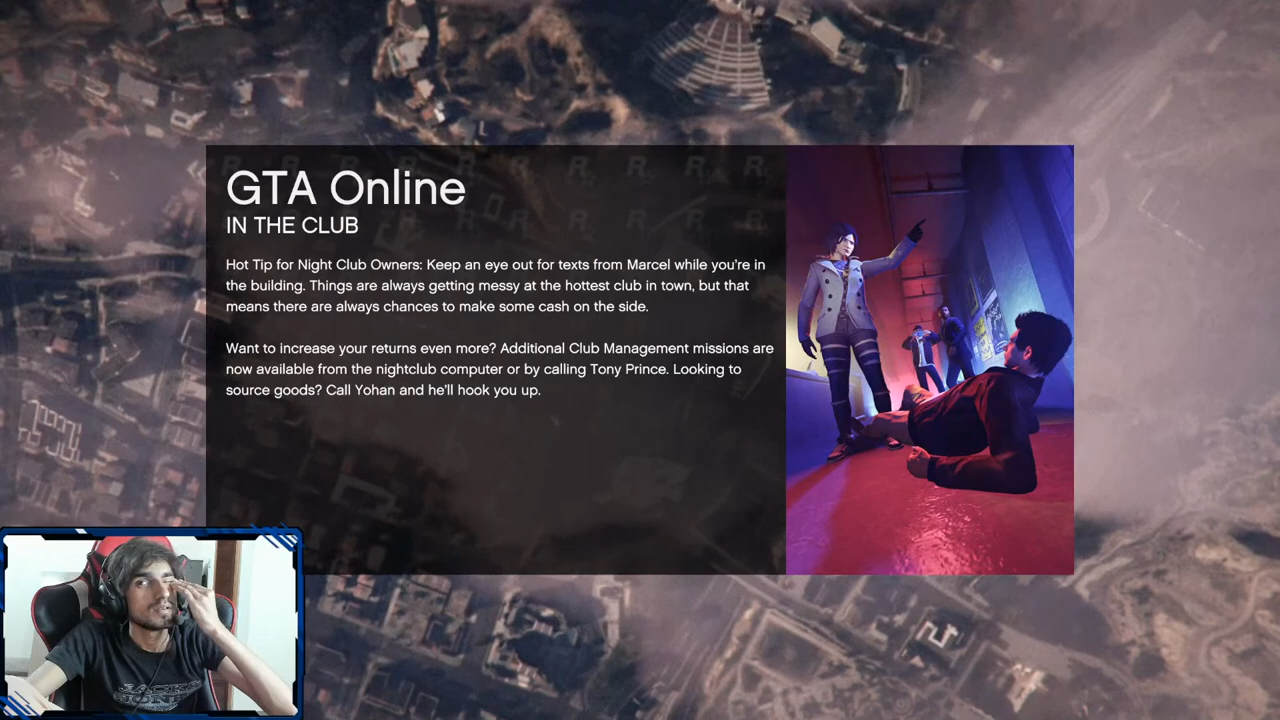 GTA Online
IN THE CLUB
Hot Tip for Night Club Owners: Keep an eye out for texts from Marcel while you're in
the building. Things are always getting messy at the hottest club in town, but that
means there are always chances to make some cash on the side.
Want to increase your returns even more? Additional Club Management missions are
now available from the nightclub computer or by calling Tony Prince. Looking to
source goods? Call Yohan and he'll hook you up.